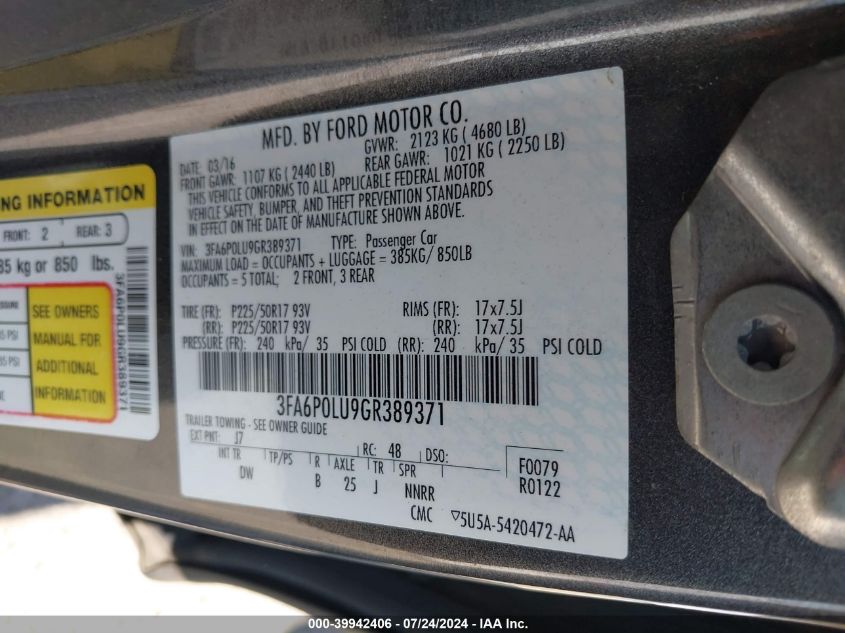 MFD. BY FORD MOTOR CO.
DATE: 03/16 GVWR: 2123 KG ( 4680 LB)
FRONT GAWR: 1107 KG ( 2440 LB) REAR GAWR: 1021 KG ( 2250 LB)
THIS VEHICLE CONFORMS TO ALL APPLICABLE FEDERAL MOTOR
VEHICLE SAFETY, BUMPER, AND THEFT PREVENTION STANDARDS
IN EFFECT ON THE DATE OF MANUFACTURE SHOWN ABOVE.
VIN: 3FA6P0LU9GR389371 TYPE: Passenger Car
MAXIMUM LOAD = OCCUPANTS + LUGGAGE = 385KG/ 850LB
OCCUPANTS = 5 TOTAL; 2 FRONT, 3 REAR
TIRE (FR): P225/50R17 93V RIMS (FR): 17x7.5J
(RR): P225/50R17 93V (RR): 17x7.5J
PRESSURE (FR): 240 kPa/ 35 PSI COLD (RR): 240 kPa/ 35 PSI COLD
3FA6P0LU9GR389371
TRAILER TOWING - SEE OWNER GUIDE
EXT PNT: J7 RC: 48 DSO:
INT TR TP/PS R AXLE TR SPR F0079
DW B 25 J NNRR R0122
CMC ▽5U5A-5420472-AA
NG INFORMATION
FRONT: 2 REAR: 3
85 kg or 850 lbs.
SEE OWNERS
MANUAL FOR
ADDITIONAL
INFORMATION
3FA6P0LU9GR389371
000-39942406 / 07/24/2024 / IAA Inc.